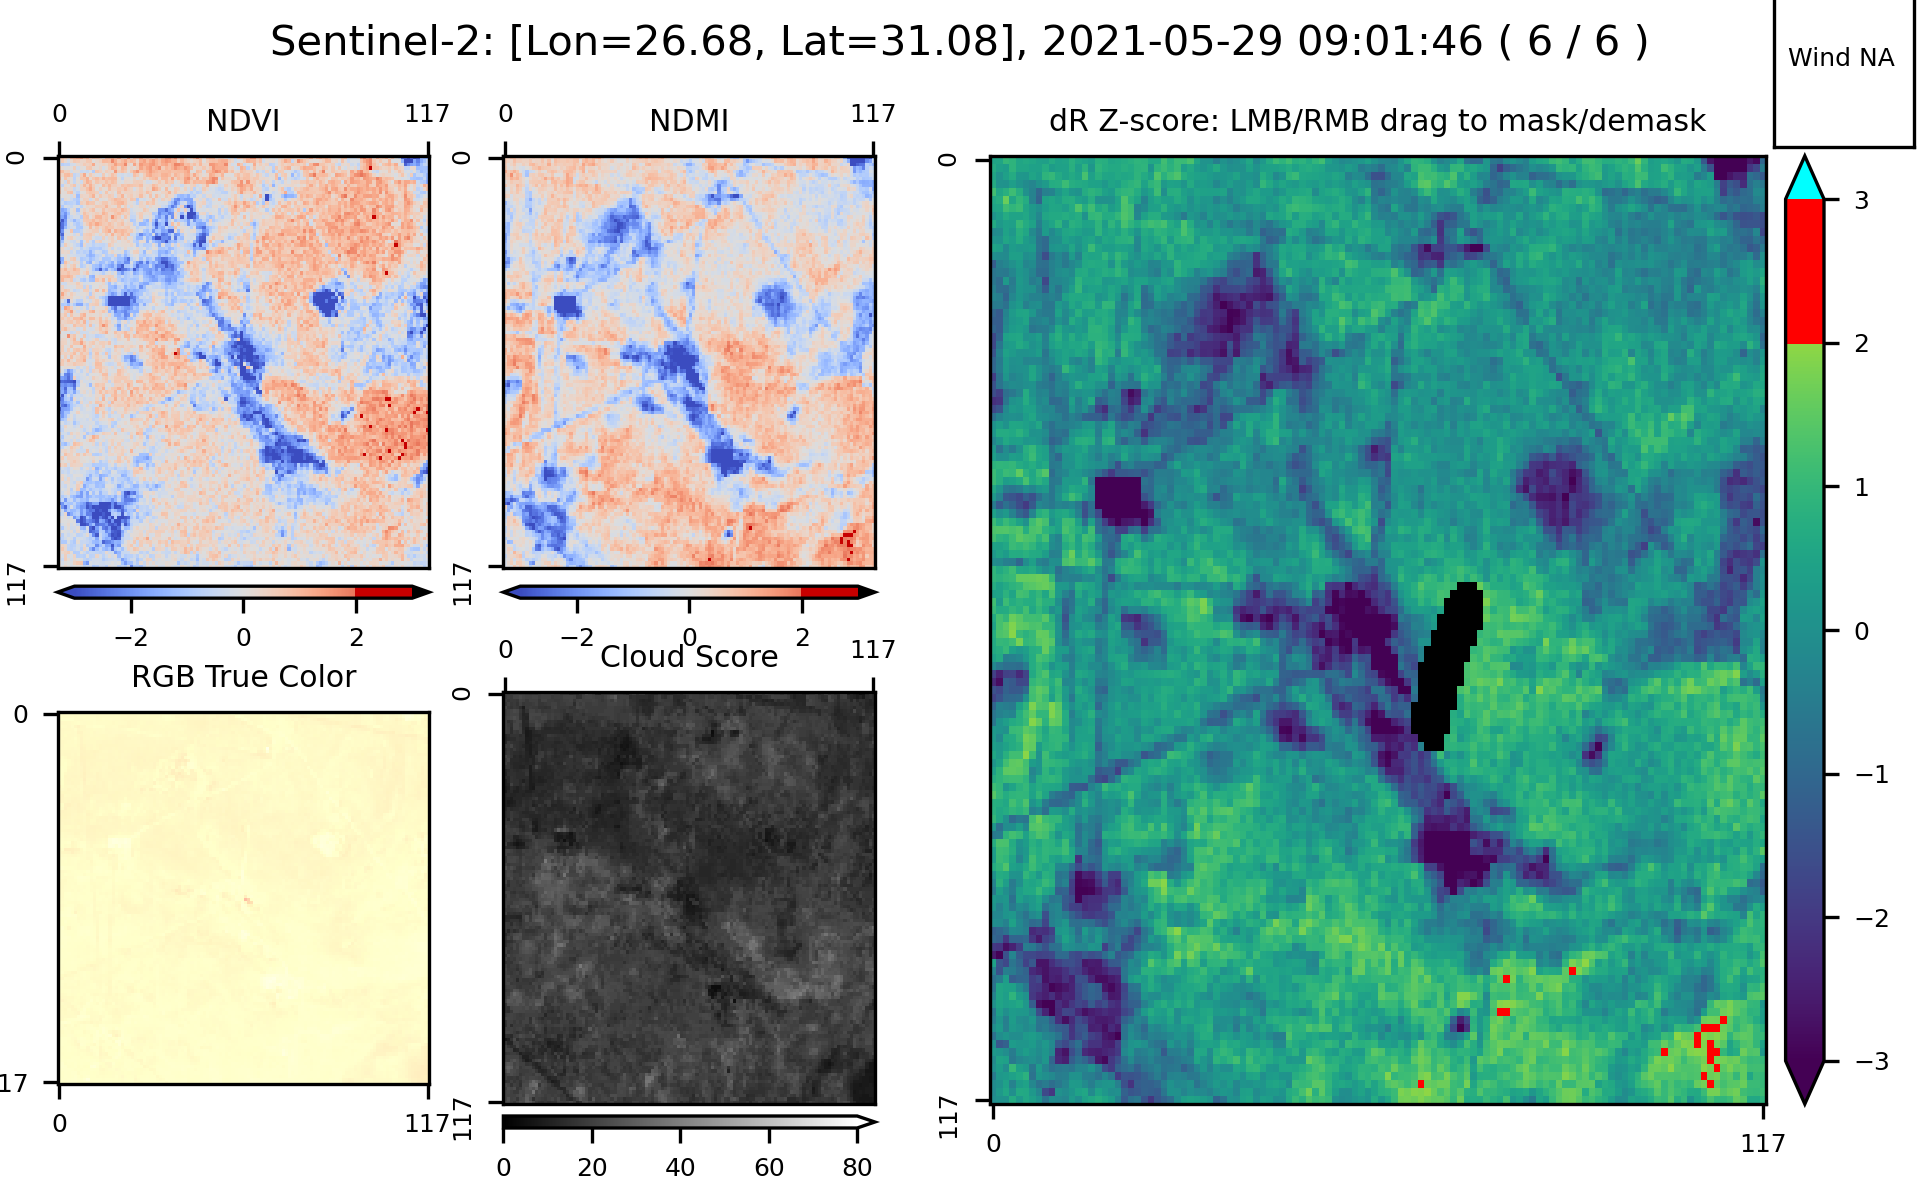 Sentinel-2: [Lon=26.68, Lat=31.08], 2021-05-29 09:01:46 ( 6 / 6 )
Wind NA
0 NDVI 117
0 NDMI 117
dR Z-score: LMB/RMB drag to mask/demask
0
0
0
3
2
1
0
−1
−2
−3
117
117
−2 0 2
−2 0 2
RGB True Color
0 Cloud Score 117
0
0
17
117
117
0 117
0 20 40 60 80
0 117